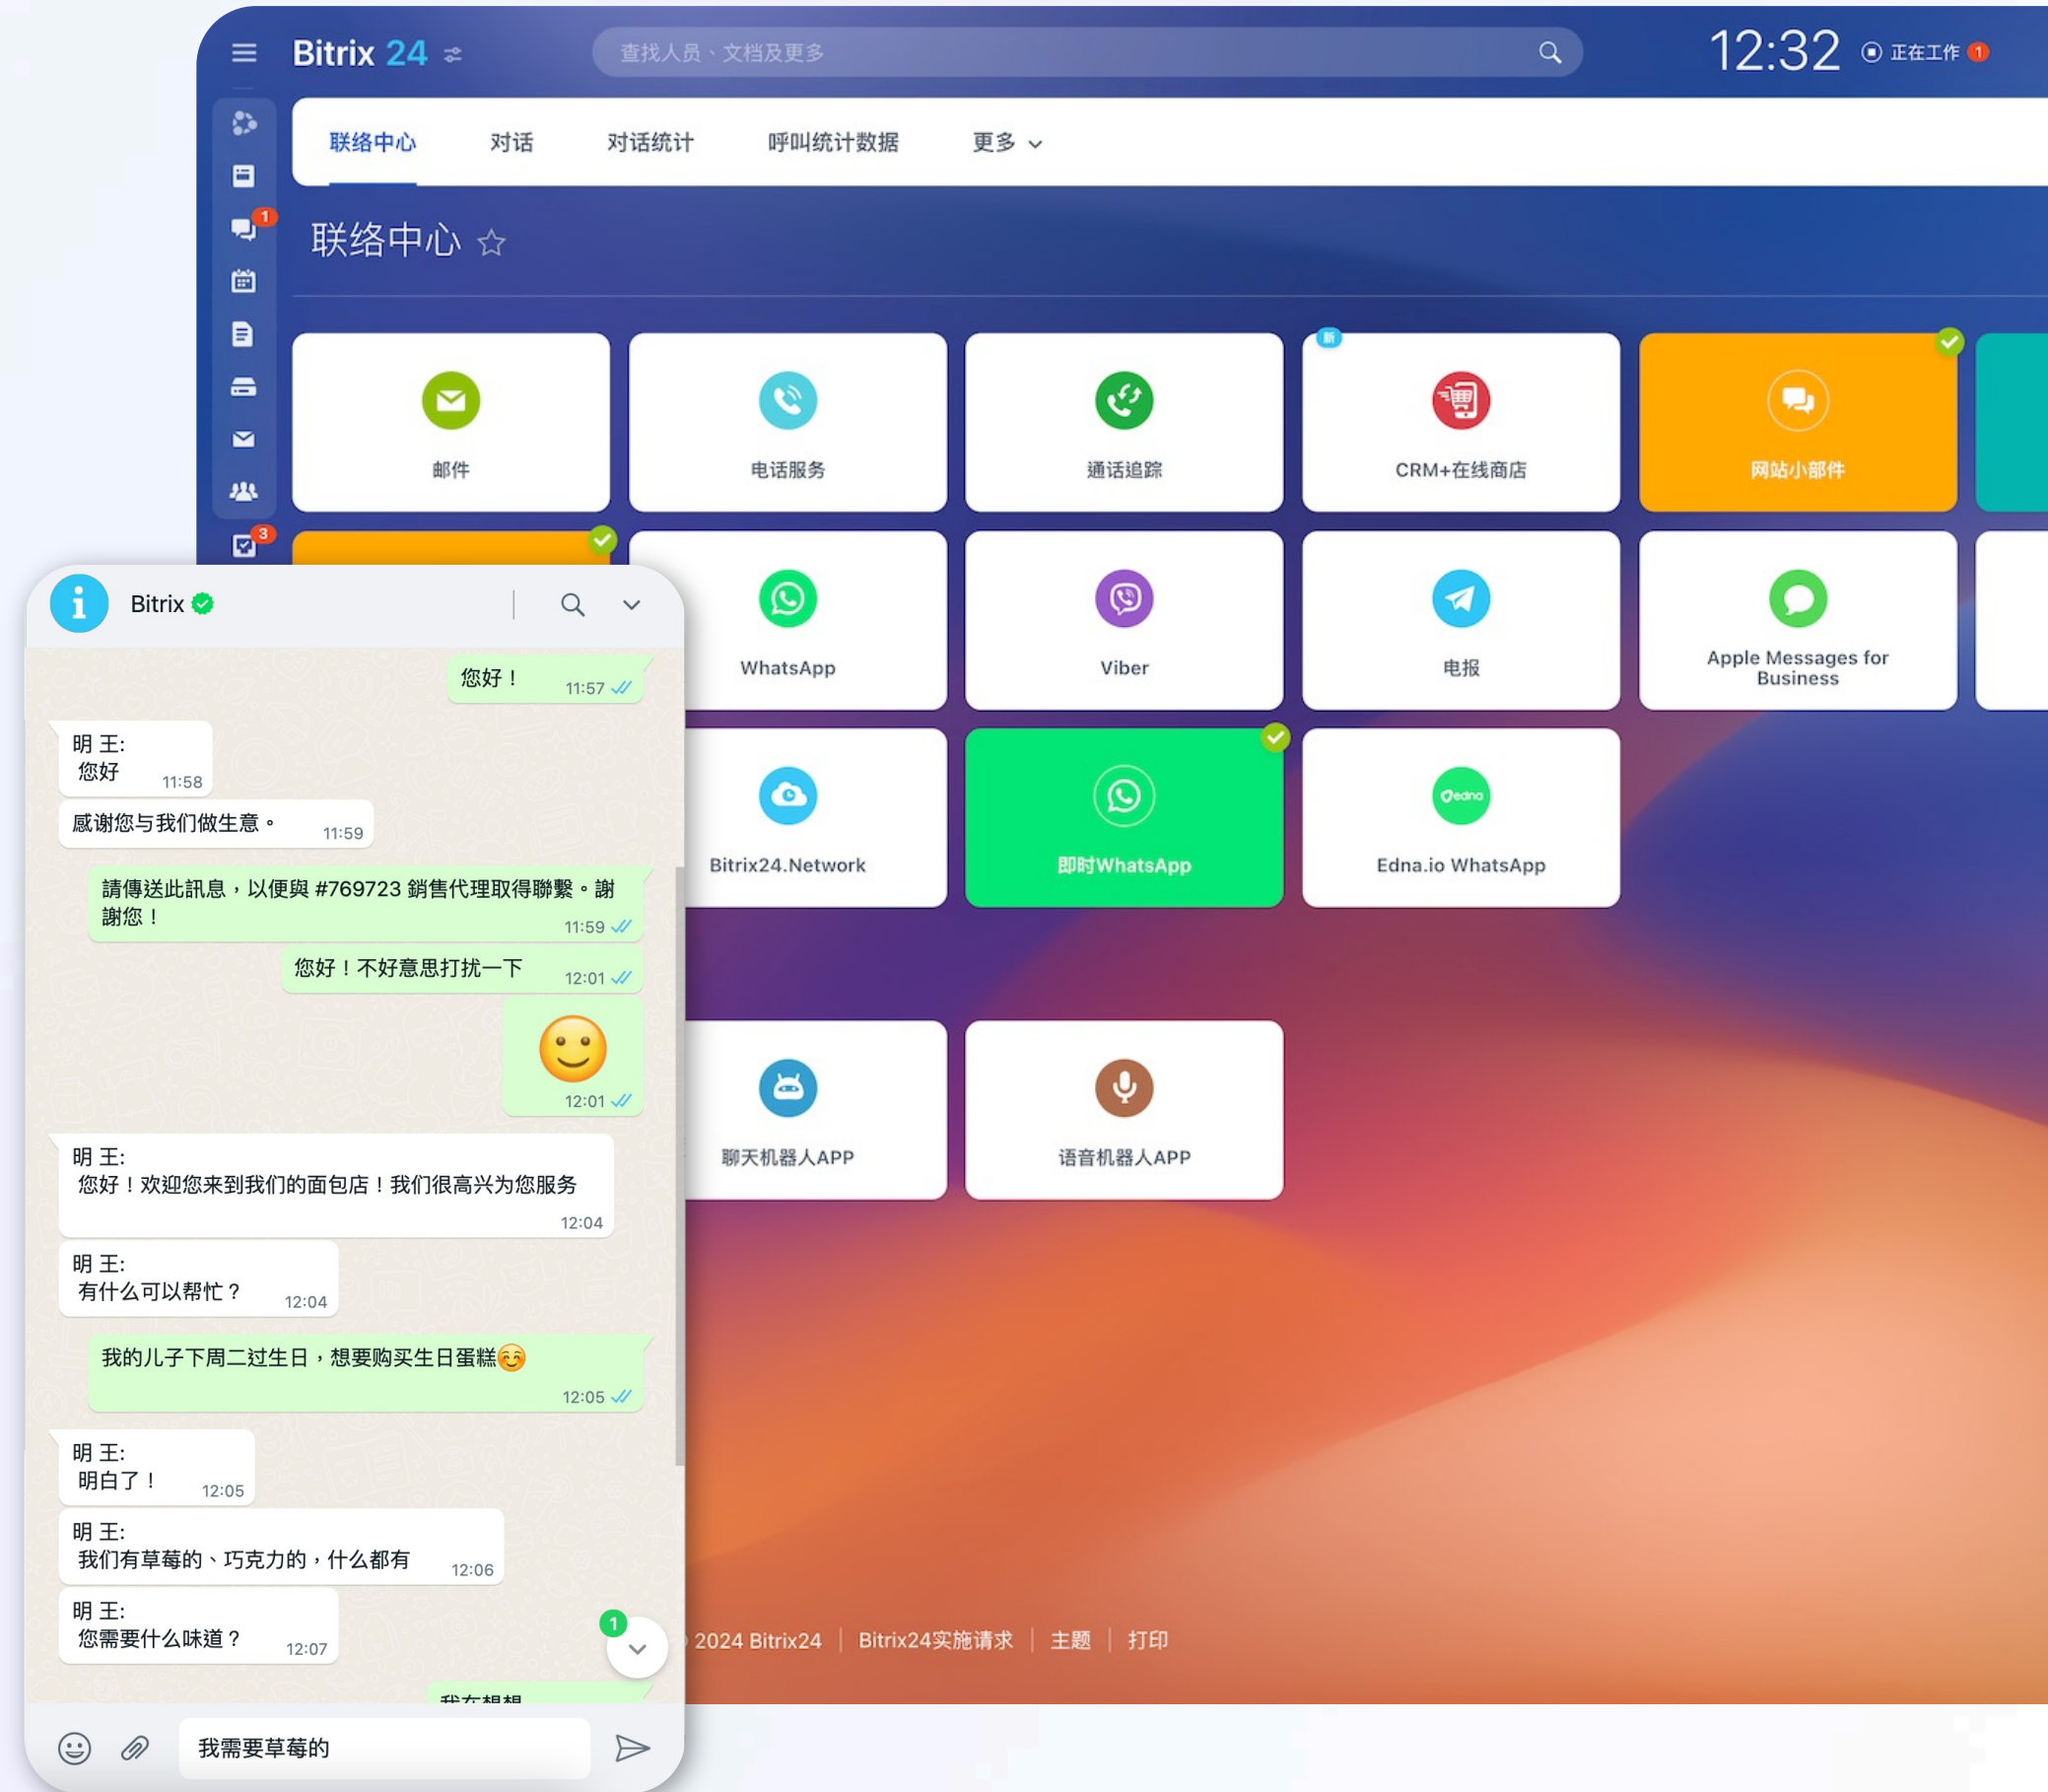 Bitrix 24
查找人员、文档及更多
12:32
正在工作 1
联络中心 对话 对话统计 呼叫统计数据 更多
1
联络中心
3
邮件
电话服务
通话追踪
新
CRM+在线商店
网站小部件
WhatsApp
Viber
电报
Apple Messages for
Business
Bitrix24.Network
即时WhatsApp
edna
Edna.io WhatsApp
聊天机器人APP
语音机器人APP
2024 Bitrix24
Bitrix24实施请求
主题
打印
Bitrix
您好！ 11:57
明 王:
您好 11:58
感谢您与我们做生意。 11:59
請傳送此訊息，以便與 #769723 銷售代理取得聯繫。謝
謝您！ 11:59
您好！不好意思打扰一下 12:01
12:01
明 王:
您好！欢迎您来到我们的面包店！我们很高兴为您服务
12:04
明 王:
有什么可以帮忙？ 12:04
我的儿子下周二过生日，想要购买生日蛋糕😊
12:05
明 王:
明白了！ 12:05
明 王:
我们有草莓的、巧克力的，什么都有 12:06
明 王:
您需要什么味道？ 12:07
1
我在想想
我需要草莓的